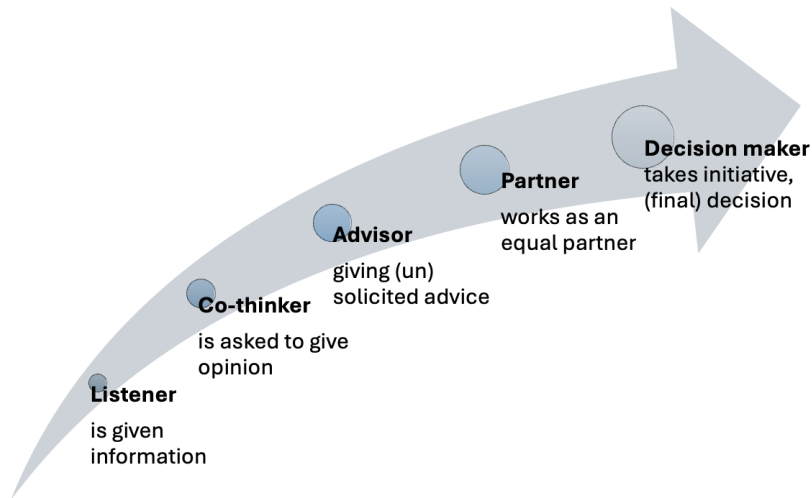 Decision maker
takes initiative,
(final) decision
Partner
works as an
equal partner
Advisor
giving (un)
solicited advice
Co-thinker
is asked to give
opinion
Listener
is given
information